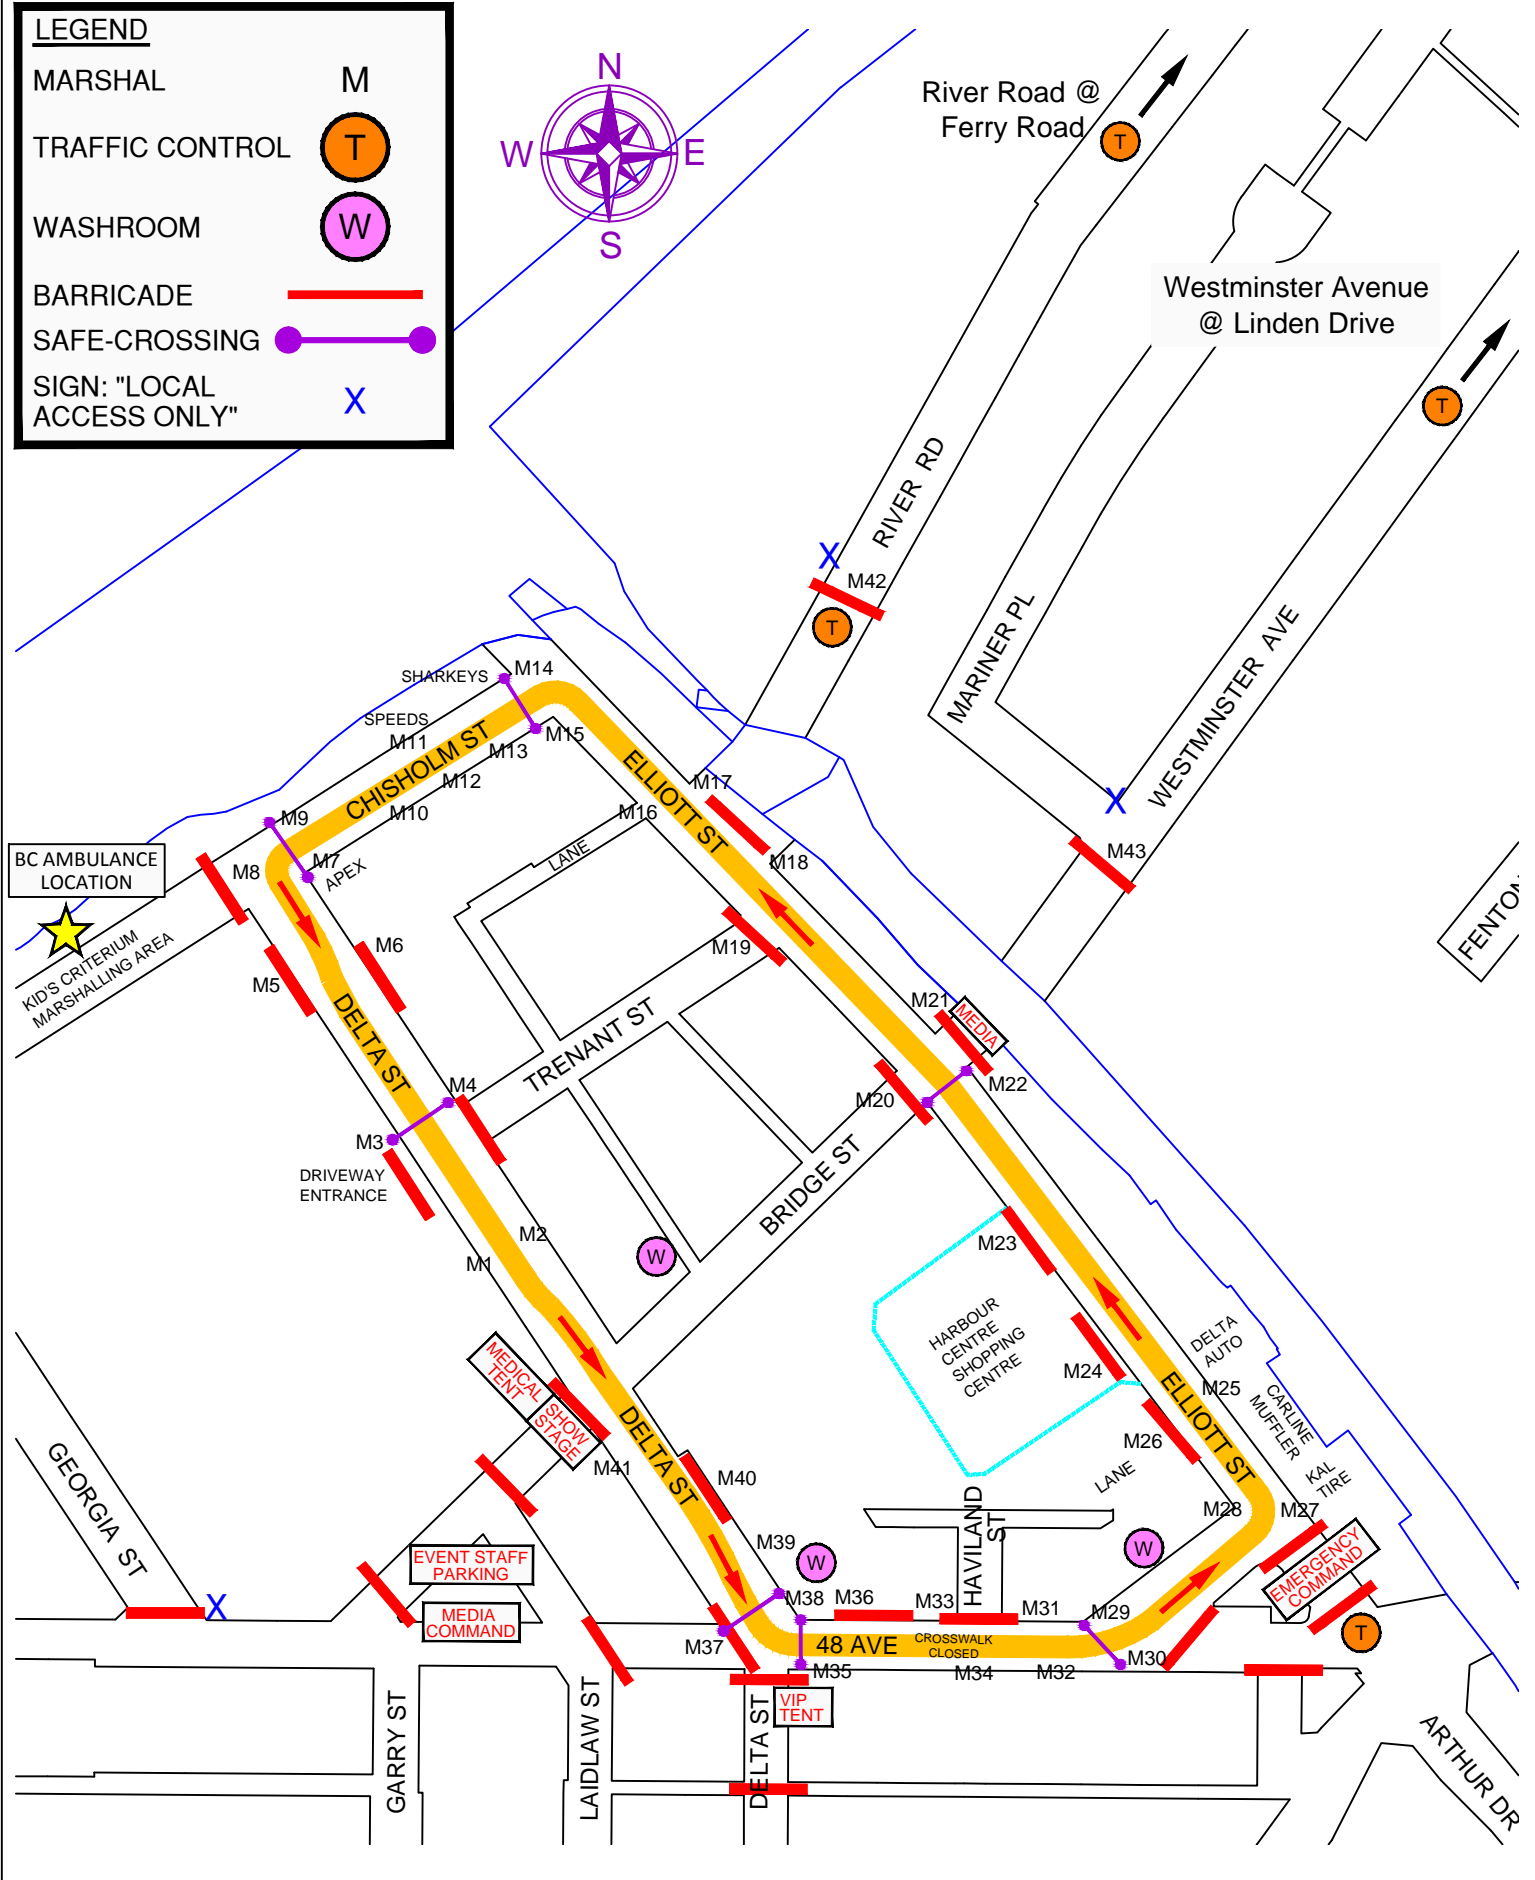 LEGEND
MARSHAL M
TRAFFIC CONTROL T
WASHROOM W
BARRICADE
SAFE-CROSSING
SIGN: "LOCAL
ACCESS ONLY" X
N
W E
S
River Road @
Ferry Road
T
Westminster Avenue
@ Linden Drive
T
RIVER RD
X
M42
T
MARINER PL
WESTMINSTER AVE
X
M43
SHARKEYS
M14
SPEEDS
M11
CHISHOLM ST
M13
M15
M12
M10
M9
M7
APEX
M8
BC AMBULANCE
LOCATION
KID'S CRITERIUM
MARSHALLING AREA
M5
M6
DELTA ST
ELLIOTT ST
M17
M16
M18
LANE
M19
TRENANT ST
M4
M3
DRIVEWAY
ENTRANCE
M21
MEDIA
M22
M20
BRIDGE ST
M2
M1
W
M23
HARBOUR
CENTRE
SHOPPING
CENTRE
M24
DELTA
AUTO
M25
ELLIOTT ST
CARLINE
MUFFLER
KAL
TIRE
M26
LANE
M28
M27
MEDICAL
TENT
SHOW
STAGE
M41
DELTA ST
M40
M39
W
M38
M36
M33
HAVILAND
ST
M31
W
M29
EMERGENCY
COMMAND
T
GEORGIA ST
X
EVENT STAFF
PARKING
MEDIA
COMMAND
M37
48 AVE
CROSSWALK
CLOSED
M35
M34
M32
M30
VIP
TENT
GARRY ST
LAIDLAW ST
DELTA ST
ARTHUR DR